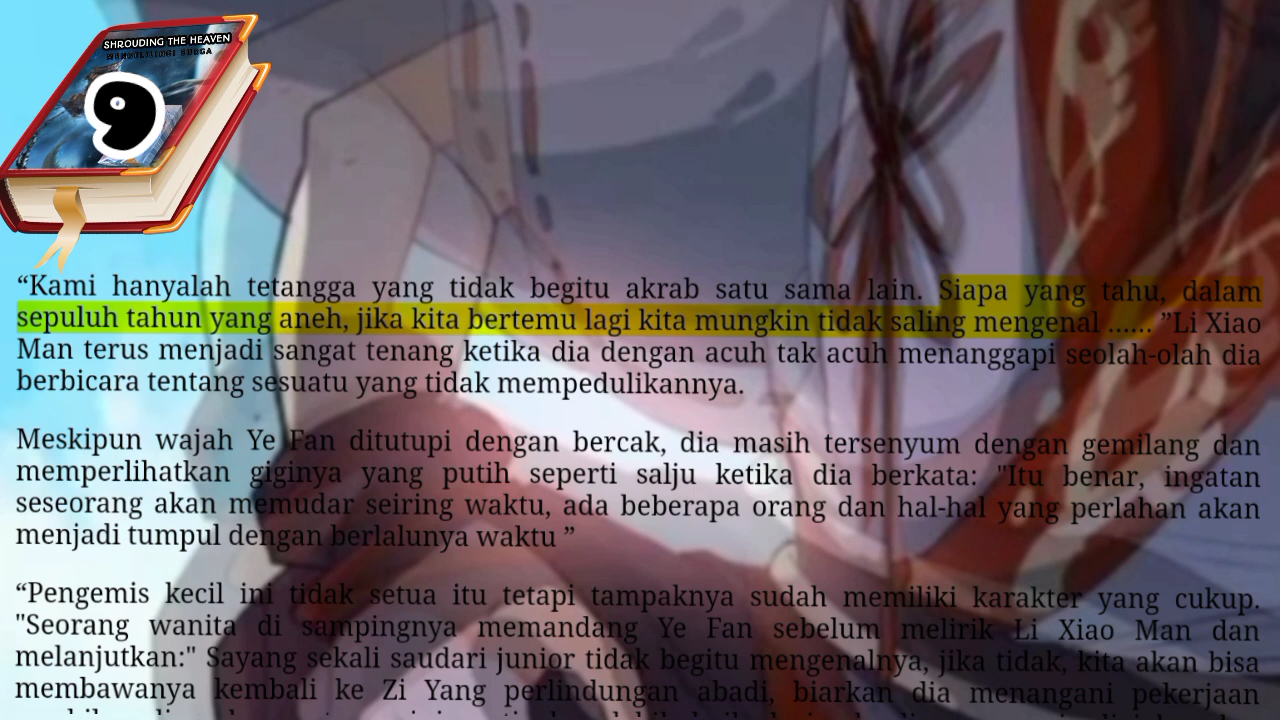 SHROUDING THE HEAVEN
9
“Kami hanyalah tetangga yang tidak begitu akrab satu sama lain. Siapa yang tahu, dalam
sepuluh tahun yang aneh, jika kita bertemu lagi kita mungkin tidak saling mengenal ...... ”Li Xiao
Man terus menjadi sangat tenang ketika dia dengan acuh tak acuh menanggapi seolah-olah dia
berbicara tentang sesuatu yang tidak mempedulikannya.
Meskipun wajah Ye Fan ditutupi dengan bercak, dia masih tersenyum dengan gemilang dan
memperlihatkan giginya yang putih seperti salju ketika dia berkata: "Itu benar, ingatan
seseorang akan memudar seiring waktu, ada beberapa orang dan hal-hal yang perlahan akan
menjadi tumpul dengan berlalunya waktu ”
“Pengemis kecil ini tidak setua itu tetapi tampaknya sudah memiliki karakter yang cukup.
"Seorang wanita di sampingnya memandang Ye Fan sebelum melirik Li Xiao Man dan
melanjutkan:" Sayang sekali saudari junior tidak begitu mengenalnya, jika tidak, kita akan bisa
membawanya kembali ke Zi Yang perlindungan abadi, biarkan dia menangani pekerjaan